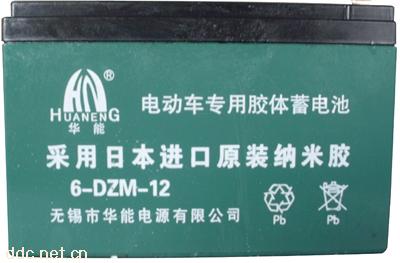 HN®
HUANENG
华能
电动车专用胶体蓄电池
采用日本进口原装纳米胶
6-DZM-12
无锡市华能电源有限公司
Pb
Pb
ddc.net.cn